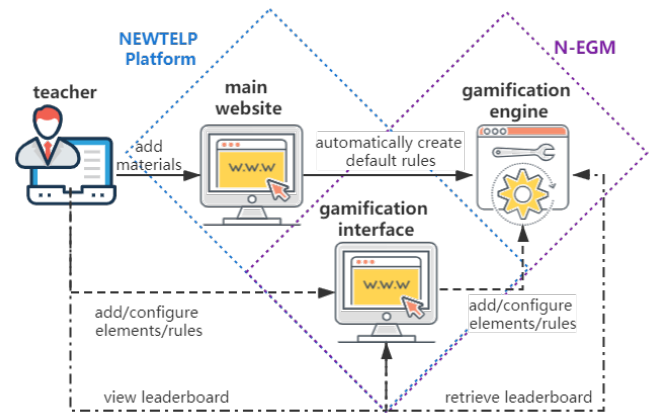 NEWTELP
Platform
N-EGM
teacher
main
website
gamification
engine
add
materials
automatically create
default rules
W.W.W
gamification
interface
W.W.W
add/configure
elements/rules
add/configure
elements/rules
view leaderboard
retrieve leaderboard